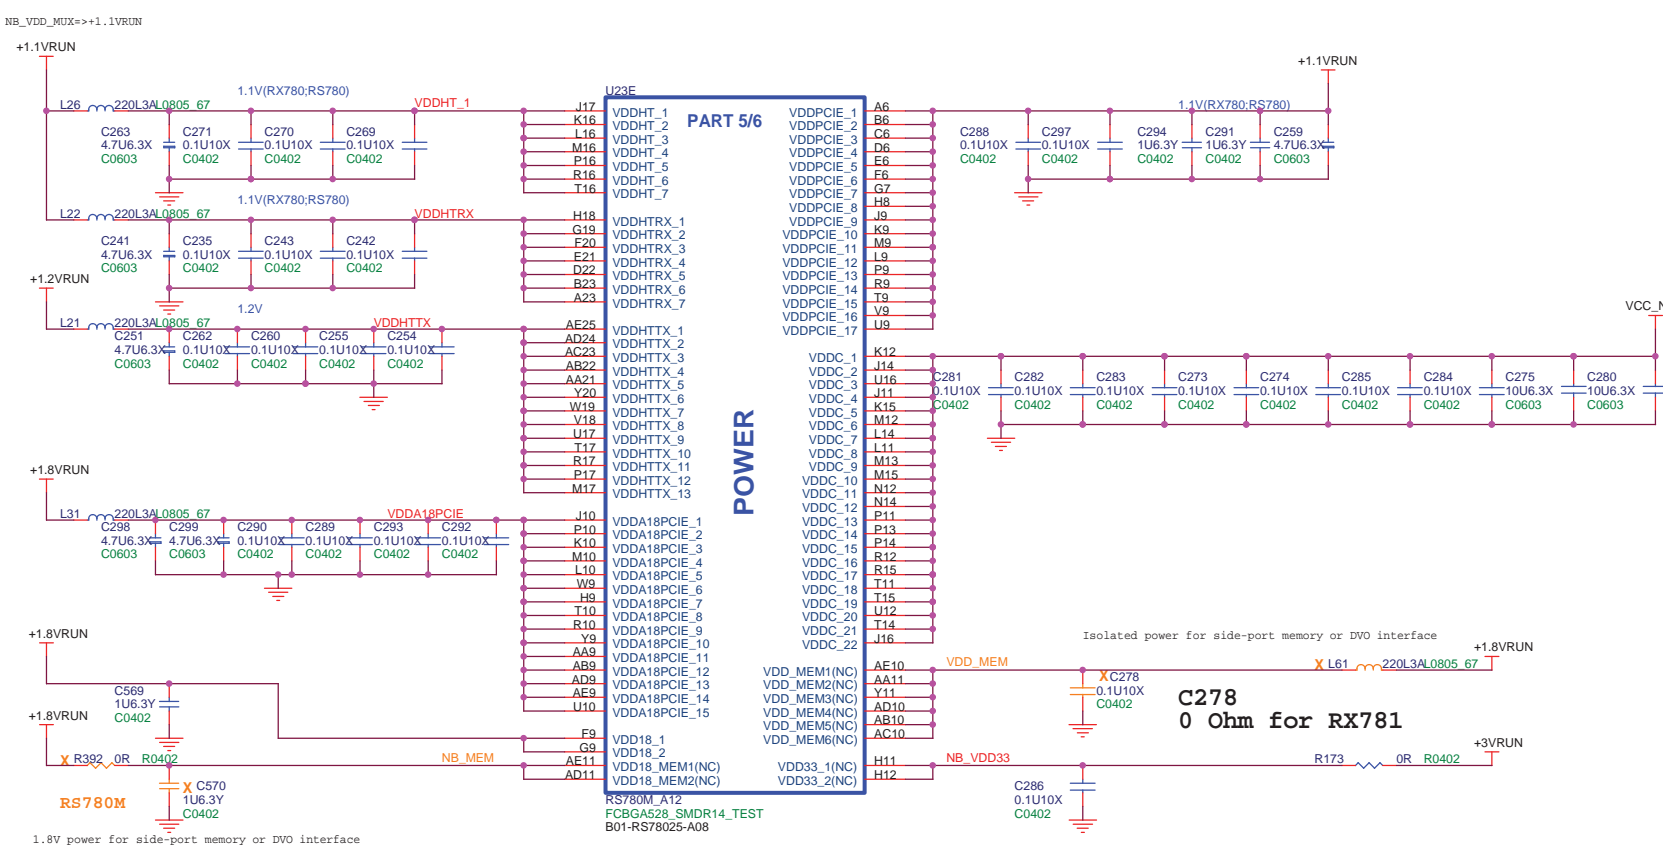 NB_VDD_MUX=>+1.1VRUN
+1.1VRUN
L26 220L3A L0805_67
1.1V(RX780;RS780)
VDDHT_1
C263 4.7U6.3X C0603
C271 0.1U10X C0402
C270 0.1U10X C0402
C269 0.1U10X C0402
L22 220L3A L0805_67
1.1V(RX780;RS780)
VDDHTRX
C241 4.7U6.3X C0603
C235 0.1U10X C0402
C243 0.1U10X C0402
C242 0.1U10X C0402
+1.2VRUN
L21 220L3A L0805_67
1.2V
VDDHTTX
C251 4.7U6.3X C0603
C262 0.1U10X C0402
C260 0.1U10X C0402
C255 0.1U10X C0402
C254 0.1U10X C0402
+1.8VRUN
L31 220L3A L0805_67
VDDA18PCIE
C298 4.7U6.3X C0603
C299 4.7U6.3X C0603
C290 0.1U10X C0402
C289 0.1U10X C0402
C293 0.1U10X C0402
C292 0.1U10X C0402
+1.8VRUN
C569 1U6.3Y C0402
+1.8VRUN
X R392 0R R0402
NB_MEM
X C570 1U6.3Y C0402
RS780M
1.8V power for side-port memory or DVO interface
U23E
PART 5/6
POWER
J17 VDDHT_1
K16 VDDHT_2
L16 VDDHT_3
M16 VDDHT_4
P16 VDDHT_5
R16 VDDHT_6
T16 VDDHT_7
H18 VDDHTRX_1
G19 VDDHTRX_2
F20 VDDHTRX_3
E21 VDDHTRX_4
D22 VDDHTRX_5
B23 VDDHTRX_6
A23 VDDHTRX_7
AE25 VDDHTTX_1
AD24 VDDHTTX_2
AC23 VDDHTTX_3
AB22 VDDHTTX_4
AA21 VDDHTTX_5
Y20 VDDHTTX_6
W19 VDDHTTX_7
V18 VDDHTTX_8
U17 VDDHTTX_9
T17 VDDHTTX_10
R17 VDDHTTX_11
P17 VDDHTTX_12
M17 VDDHTTX_13
J10 VDDA18PCIE_1
P10 VDDA18PCIE_2
K10 VDDA18PCIE_3
M10 VDDA18PCIE_4
L10 VDDA18PCIE_5
W9 VDDA18PCIE_6
H9 VDDA18PCIE_7
T10 VDDA18PCIE_8
R10 VDDA18PCIE_9
Y9 VDDA18PCIE_10
AA9 VDDA18PCIE_11
AB9 VDDA18PCIE_12
AD9 VDDA18PCIE_13
AE9 VDDA18PCIE_14
U10 VDDA18PCIE_15
F9 VDD18_1
G9 VDD18_2
AE11 VDD18_MEM1(NC)
AD11 VDD18_MEM2(NC)
VDDPCIE_1 A6
VDDPCIE_2 B6
VDDPCIE_3 C6
VDDPCIE_4 D6
VDDPCIE_5 E6
VDDPCIE_6 F6
VDDPCIE_7 G7
VDDPCIE_8 H8
VDDPCIE_9 J9
VDDPCIE_10 K9
VDDPCIE_11 M9
VDDPCIE_12 L9
VDDPCIE_13 P9
VDDPCIE_14 R9
VDDPCIE_15 T9
VDDPCIE_16 V9
VDDPCIE_17 U9
VDDC_1 K12
VDDC_2 J14
VDDC_3 U16
VDDC_4 J11
VDDC_5 K15
VDDC_6 M12
VDDC_7 L14
VDDC_8 L11
VDDC_9 M13
VDDC_10 M15
VDDC_11 N12
VDDC_12 N14
VDDC_13 P11
VDDC_14 P13
VDDC_15 P14
VDDC_16 R12
VDDC_17 R15
VDDC_18 T11
VDDC_19 T15
VDDC_20 U12
VDDC_21 T14
VDDC_22 J16
VDD_MEM1(NC) AE10
VDD_MEM2(NC) AA11
VDD_MEM3(NC) Y11
VDD_MEM4(NC) AD10
VDD_MEM5(NC) AB10
VDD_MEM6(NC) AC10
VDD33_1(NC) H11
VDD33_2(NC) H12
RS780M_A12
FCBGA528_SMDR14_TEST
B01-RS78025-A08
+1.1VRUN
1.1V(RX780;RS780)
C288 0.1U10X C0402
C297 0.1U10X
C294 1U6.3Y C0402
C291 1U6.3Y C0402
C259 4.7U6.3X C0603
VCC_N
C281 0.1U10X C0402
C282 0.1U10X C0402
C283 0.1U10X C0402
C273 0.1U10X C0402
C274 0.1U10X C0402
C285 0.1U10X C0402
C284 0.1U10X C0402
C275 10U6.3X C0603
C280 10U6.3X C0603
Isolated power for side-port memory or DVO interface
VDD_MEM
X L61 220L3A L0805_67
+1.8VRUN
X C278 0.1U10X C0402
C278
0 Ohm for RX781
NB_VDD33
R173 0R R0402
+3VRUN
C286 0.1U10X C0402